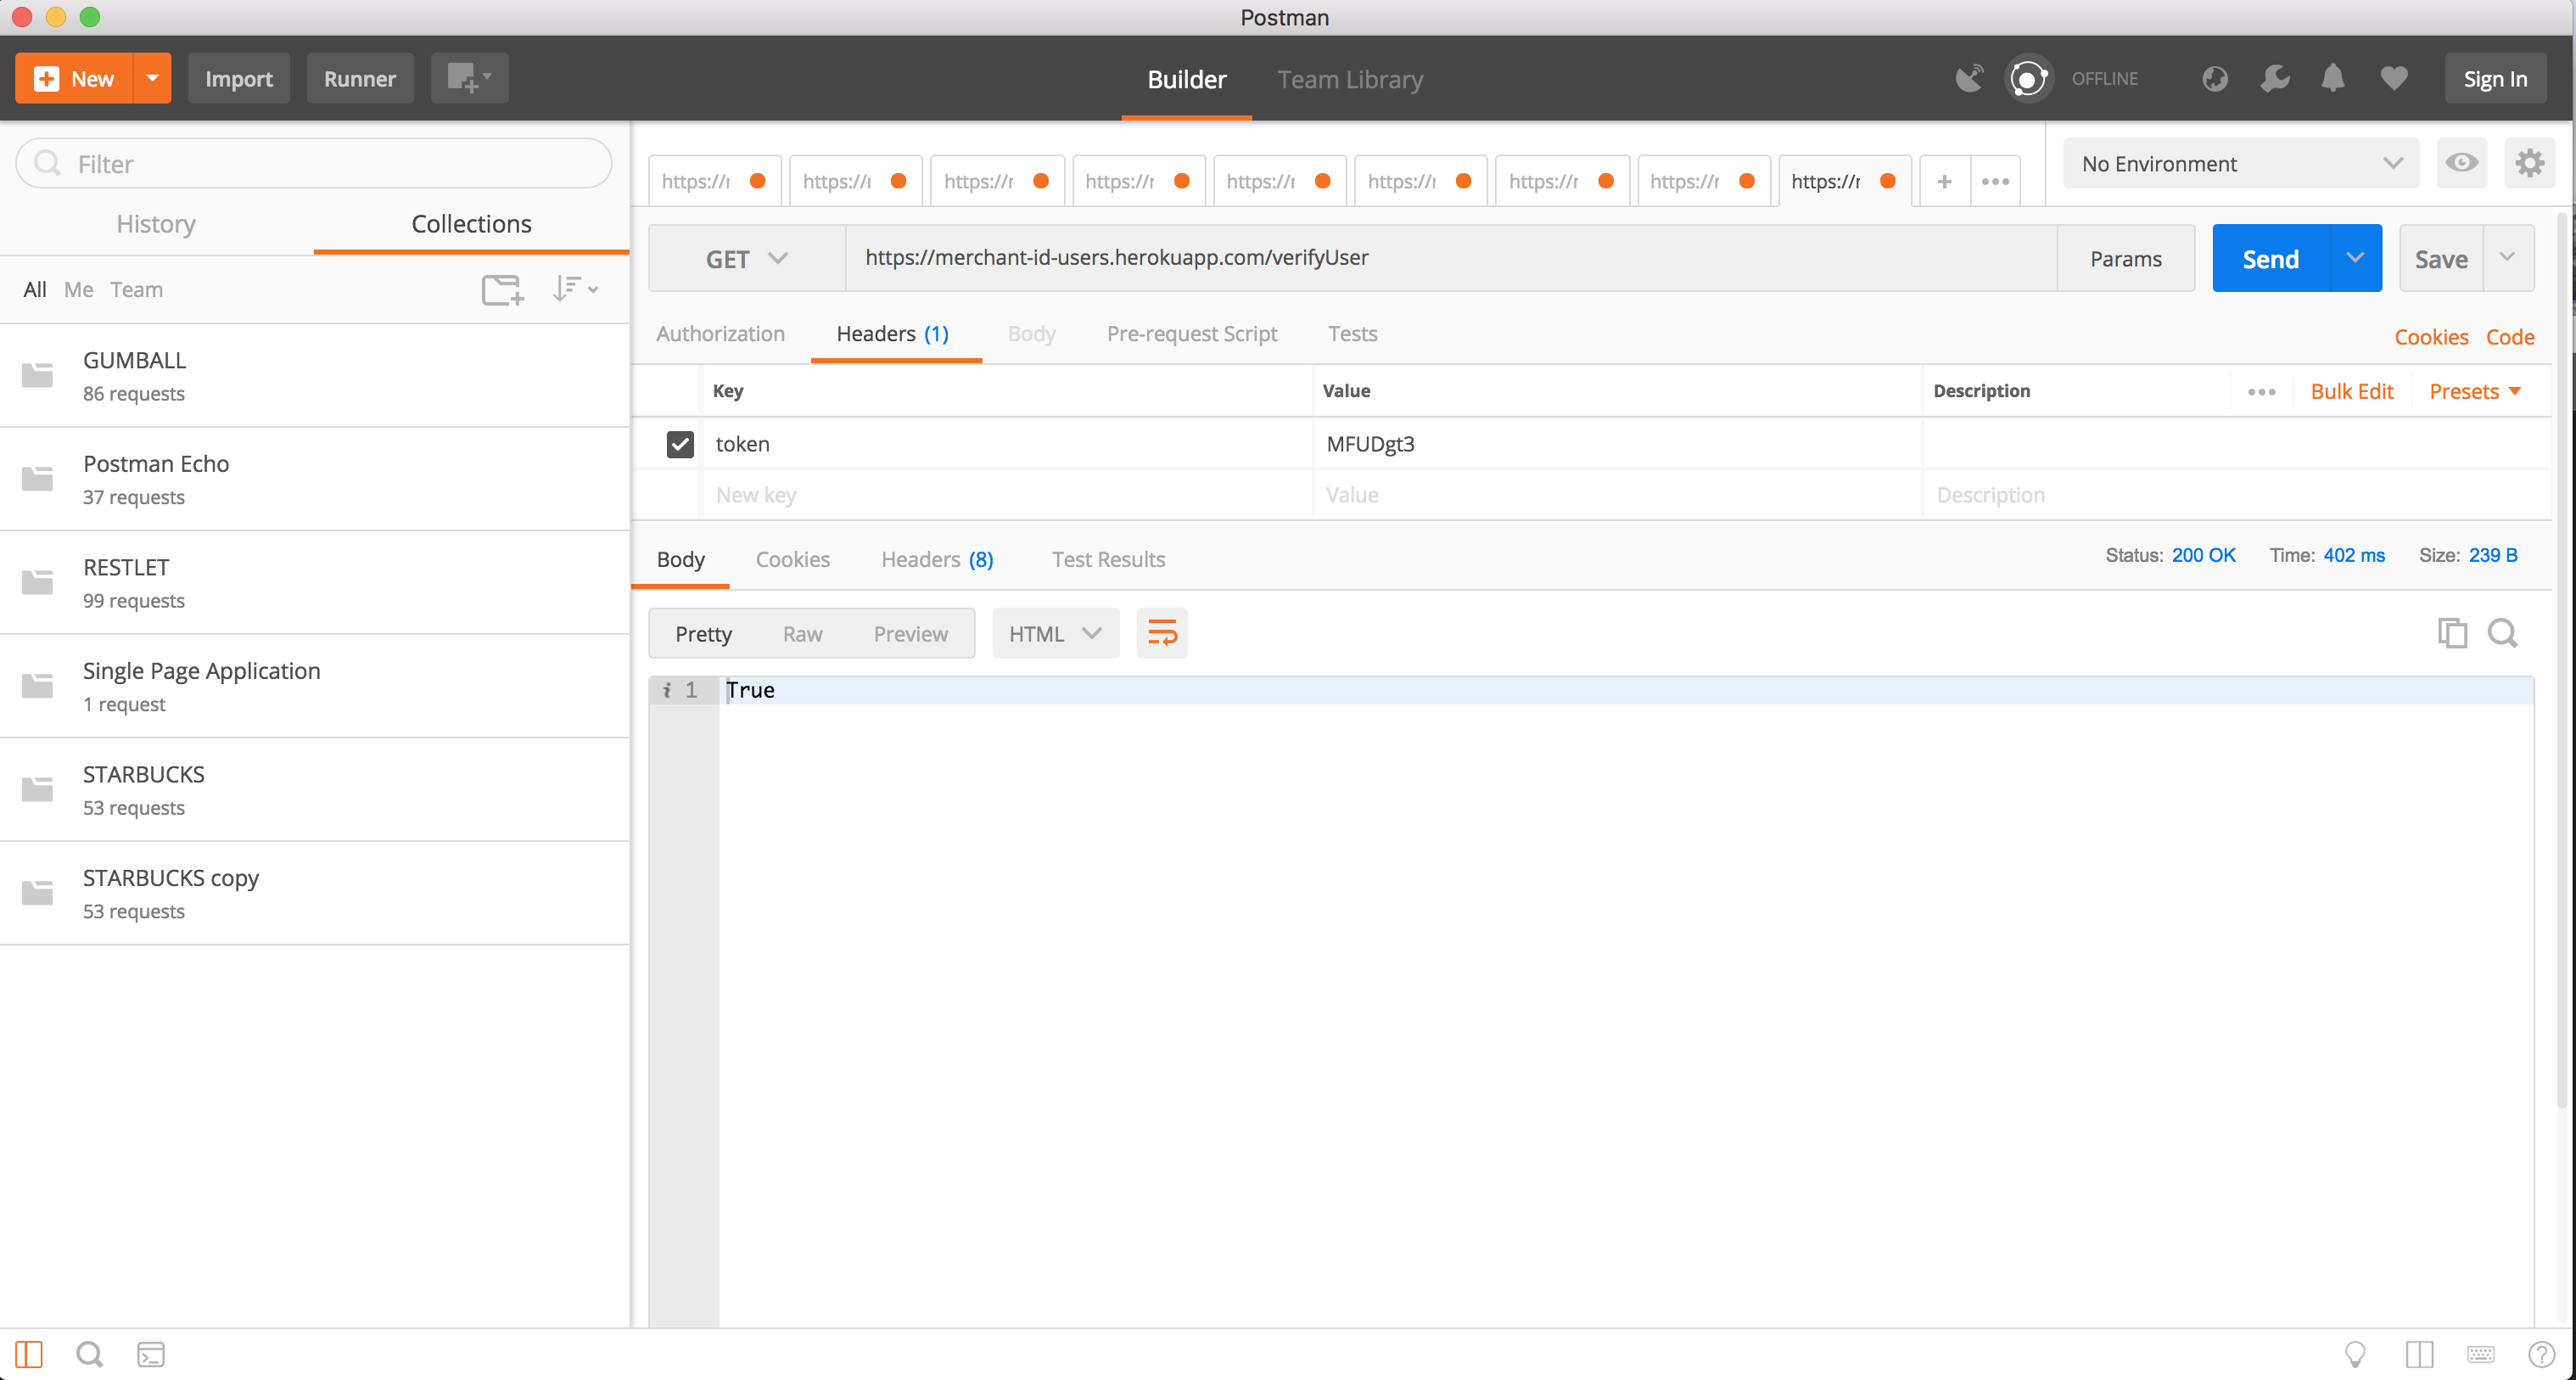 Postman
New
Import
Runner
Builder
Team Library
OFFLINE
Sign In
Filter
History
Collections
All
Me
Team
GUMBALL
86 requests
Postman Echo
37 requests
RESTLET
99 requests
Single Page Application
1 request
STARBUCKS
53 requests
STARBUCKS copy
53 requests
https://r
https://r
https://r
https://r
https://r
https://r
https://r
https://r
https://r
No Environment
GET
https://merchant-id-users.herokuapp.com/verifyUser
Params
Send
Save
Authorization
Headers (1)
Body
Pre-request Script
Tests
Cookies
Code
Key
Value
Description
Bulk Edit
Presets
token
MFUDgt3
New key
Value
Description
Body
Cookies
Headers (8)
Test Results
Status: 200 OK
Time: 402 ms
Size: 239 B
Pretty
Raw
Preview
HTML
i 1
True